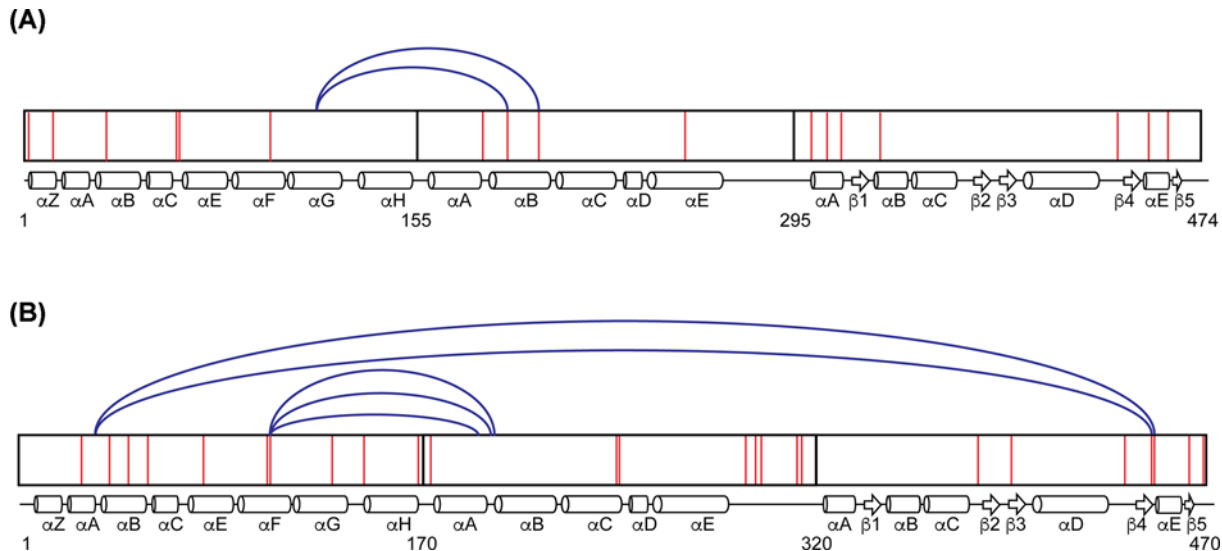 (A)
αZ αA αB αC αE αF αG αH αA αB αC αD αE αA β1 αB αC β2 β3 αD β4 αE β5
1 155 295 474
(B)
αZ αA αB αC αE αF αG αH αA αB αC αD αE αA β1 αB αC β2 β3 αD β4 αE β5
1 170 320 470